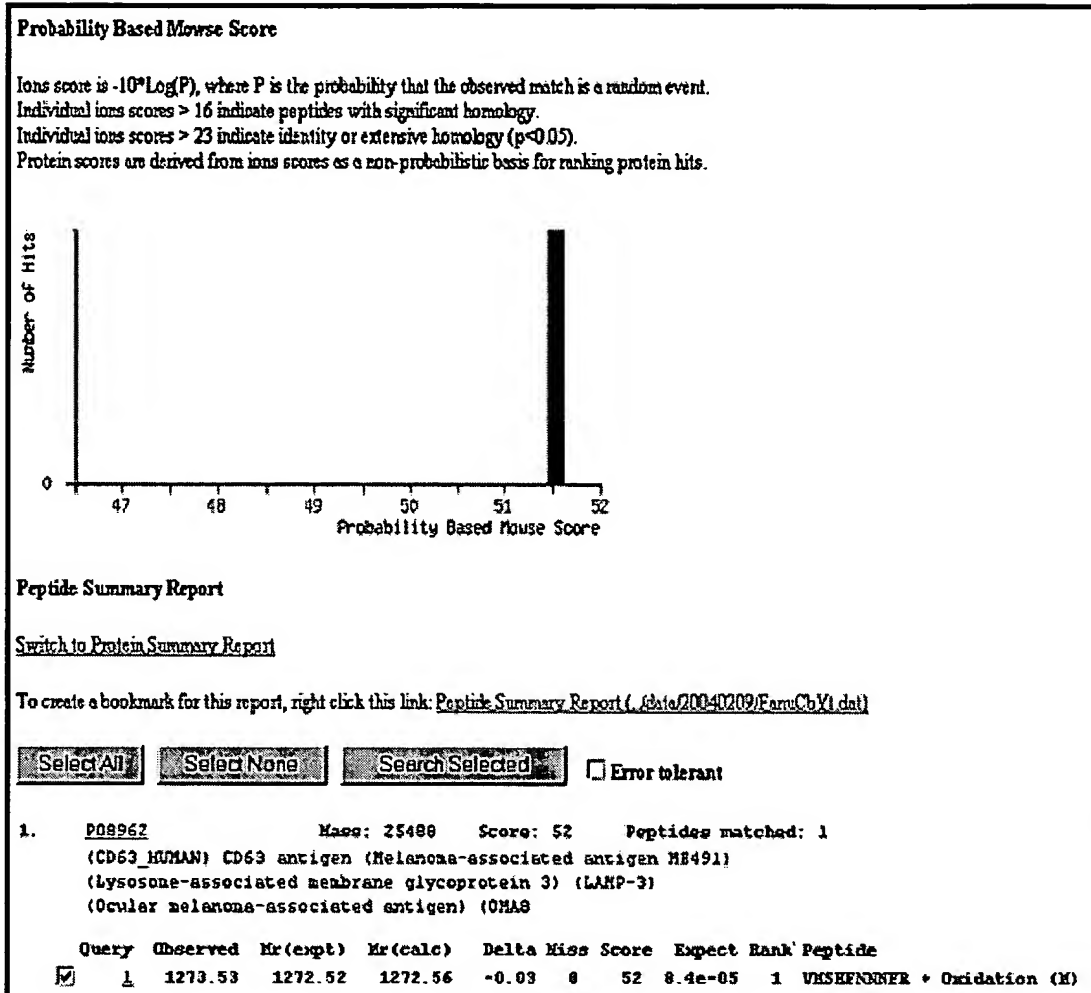 Probability Based Mowse Score
Ions score is -10*Log(P), where P is the probability that the observed match is a random event.
Individual ions scores > 16 indicate peptides with significant homology.
Individual ions scores > 23 indicate identity or extensive homology (p<0.05).
Protein scores are derived from ions scores as a non-probabilistic basis for ranking protein hits.
Number of Hits
0
47 48 49 50 51 52
Probability Based Mowse Score
Peptide Summary Report
Switch to Protein Summary Report
To create a bookmark for this report, right click this link: Peptide Summary Report
Select All Select None Search Selected Error tolerant
1. P08962 Mass: 25488 Score: 52 Peptides matched: 1
(CD63_HUMAN) CD63 antigen (Melanoma-associated antigen ME491)
(Lysosome-associated membrane glycoprotein 3) (LAMP-3)
(Ocular melanoma-associated antigen) (OMA8
Query Observed Mr(expt) Mr(calc) Delta Miss Score Expect Rank Peptide
1 1273.53 1272.52 1272.56 -0.03 0 52 8.4e-05 1 + Oxidation (M)